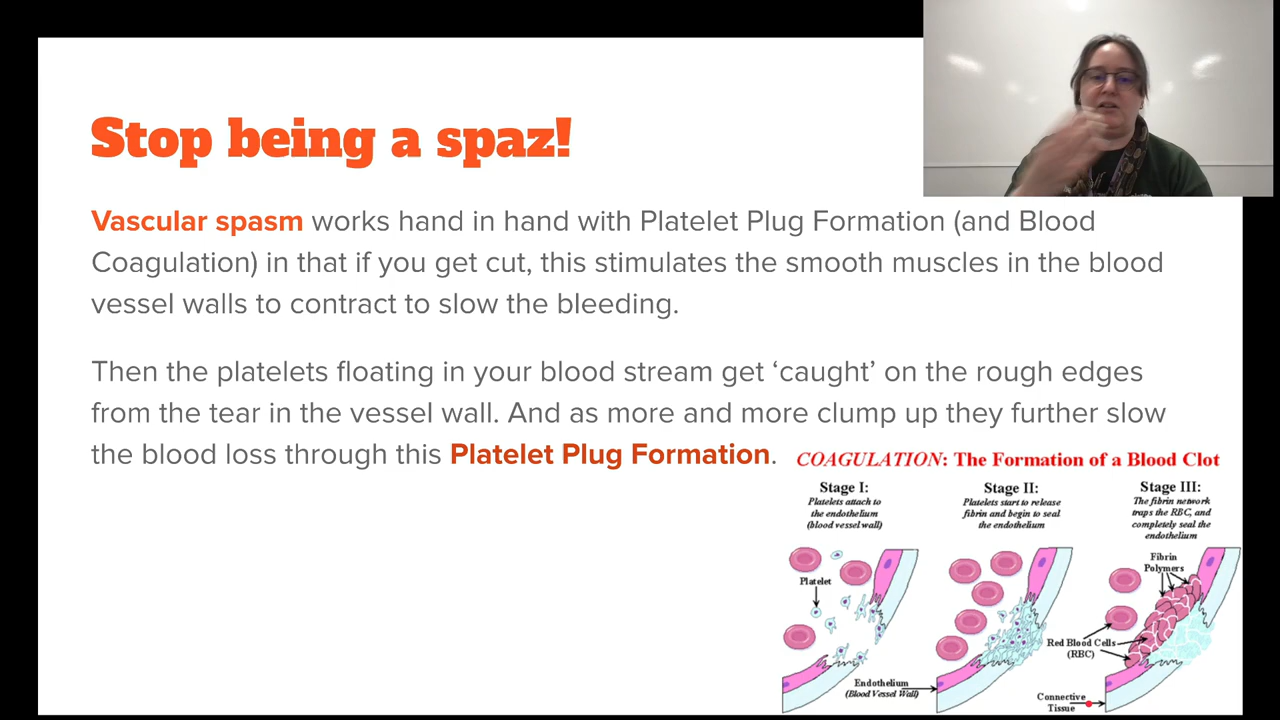 Stop being a spaz!
Vascular spasm works hand in hand with Platelet Plug Formation (and Blood
Coagulation) in that if you get cut, this stimulates the smooth muscles in the blood
vessel walls to contract to slow the bleeding.
Then the platelets floating in your blood stream get ‘caught’ on the rough edges
from the tear in the vessel wall. And as more and more clump up they further slow
the blood loss through this Platelet Plug Formation.
COAGULATION: The Formation of a Blood Clot
Stage I:
Platelets attach to
the endothelium
(blood vessel wall)
Stage II:
Platelets start to release
fibrin and begin to seal
the endothelium
Stage III:
The fibrin network
traps the RBC, and
completely seal the
endothelium
Platelet
Fibrin
Polymers
Red Blood Cells
(RBC)
Endothelium
(Blood Vessel Wall)
Connective
Tissue